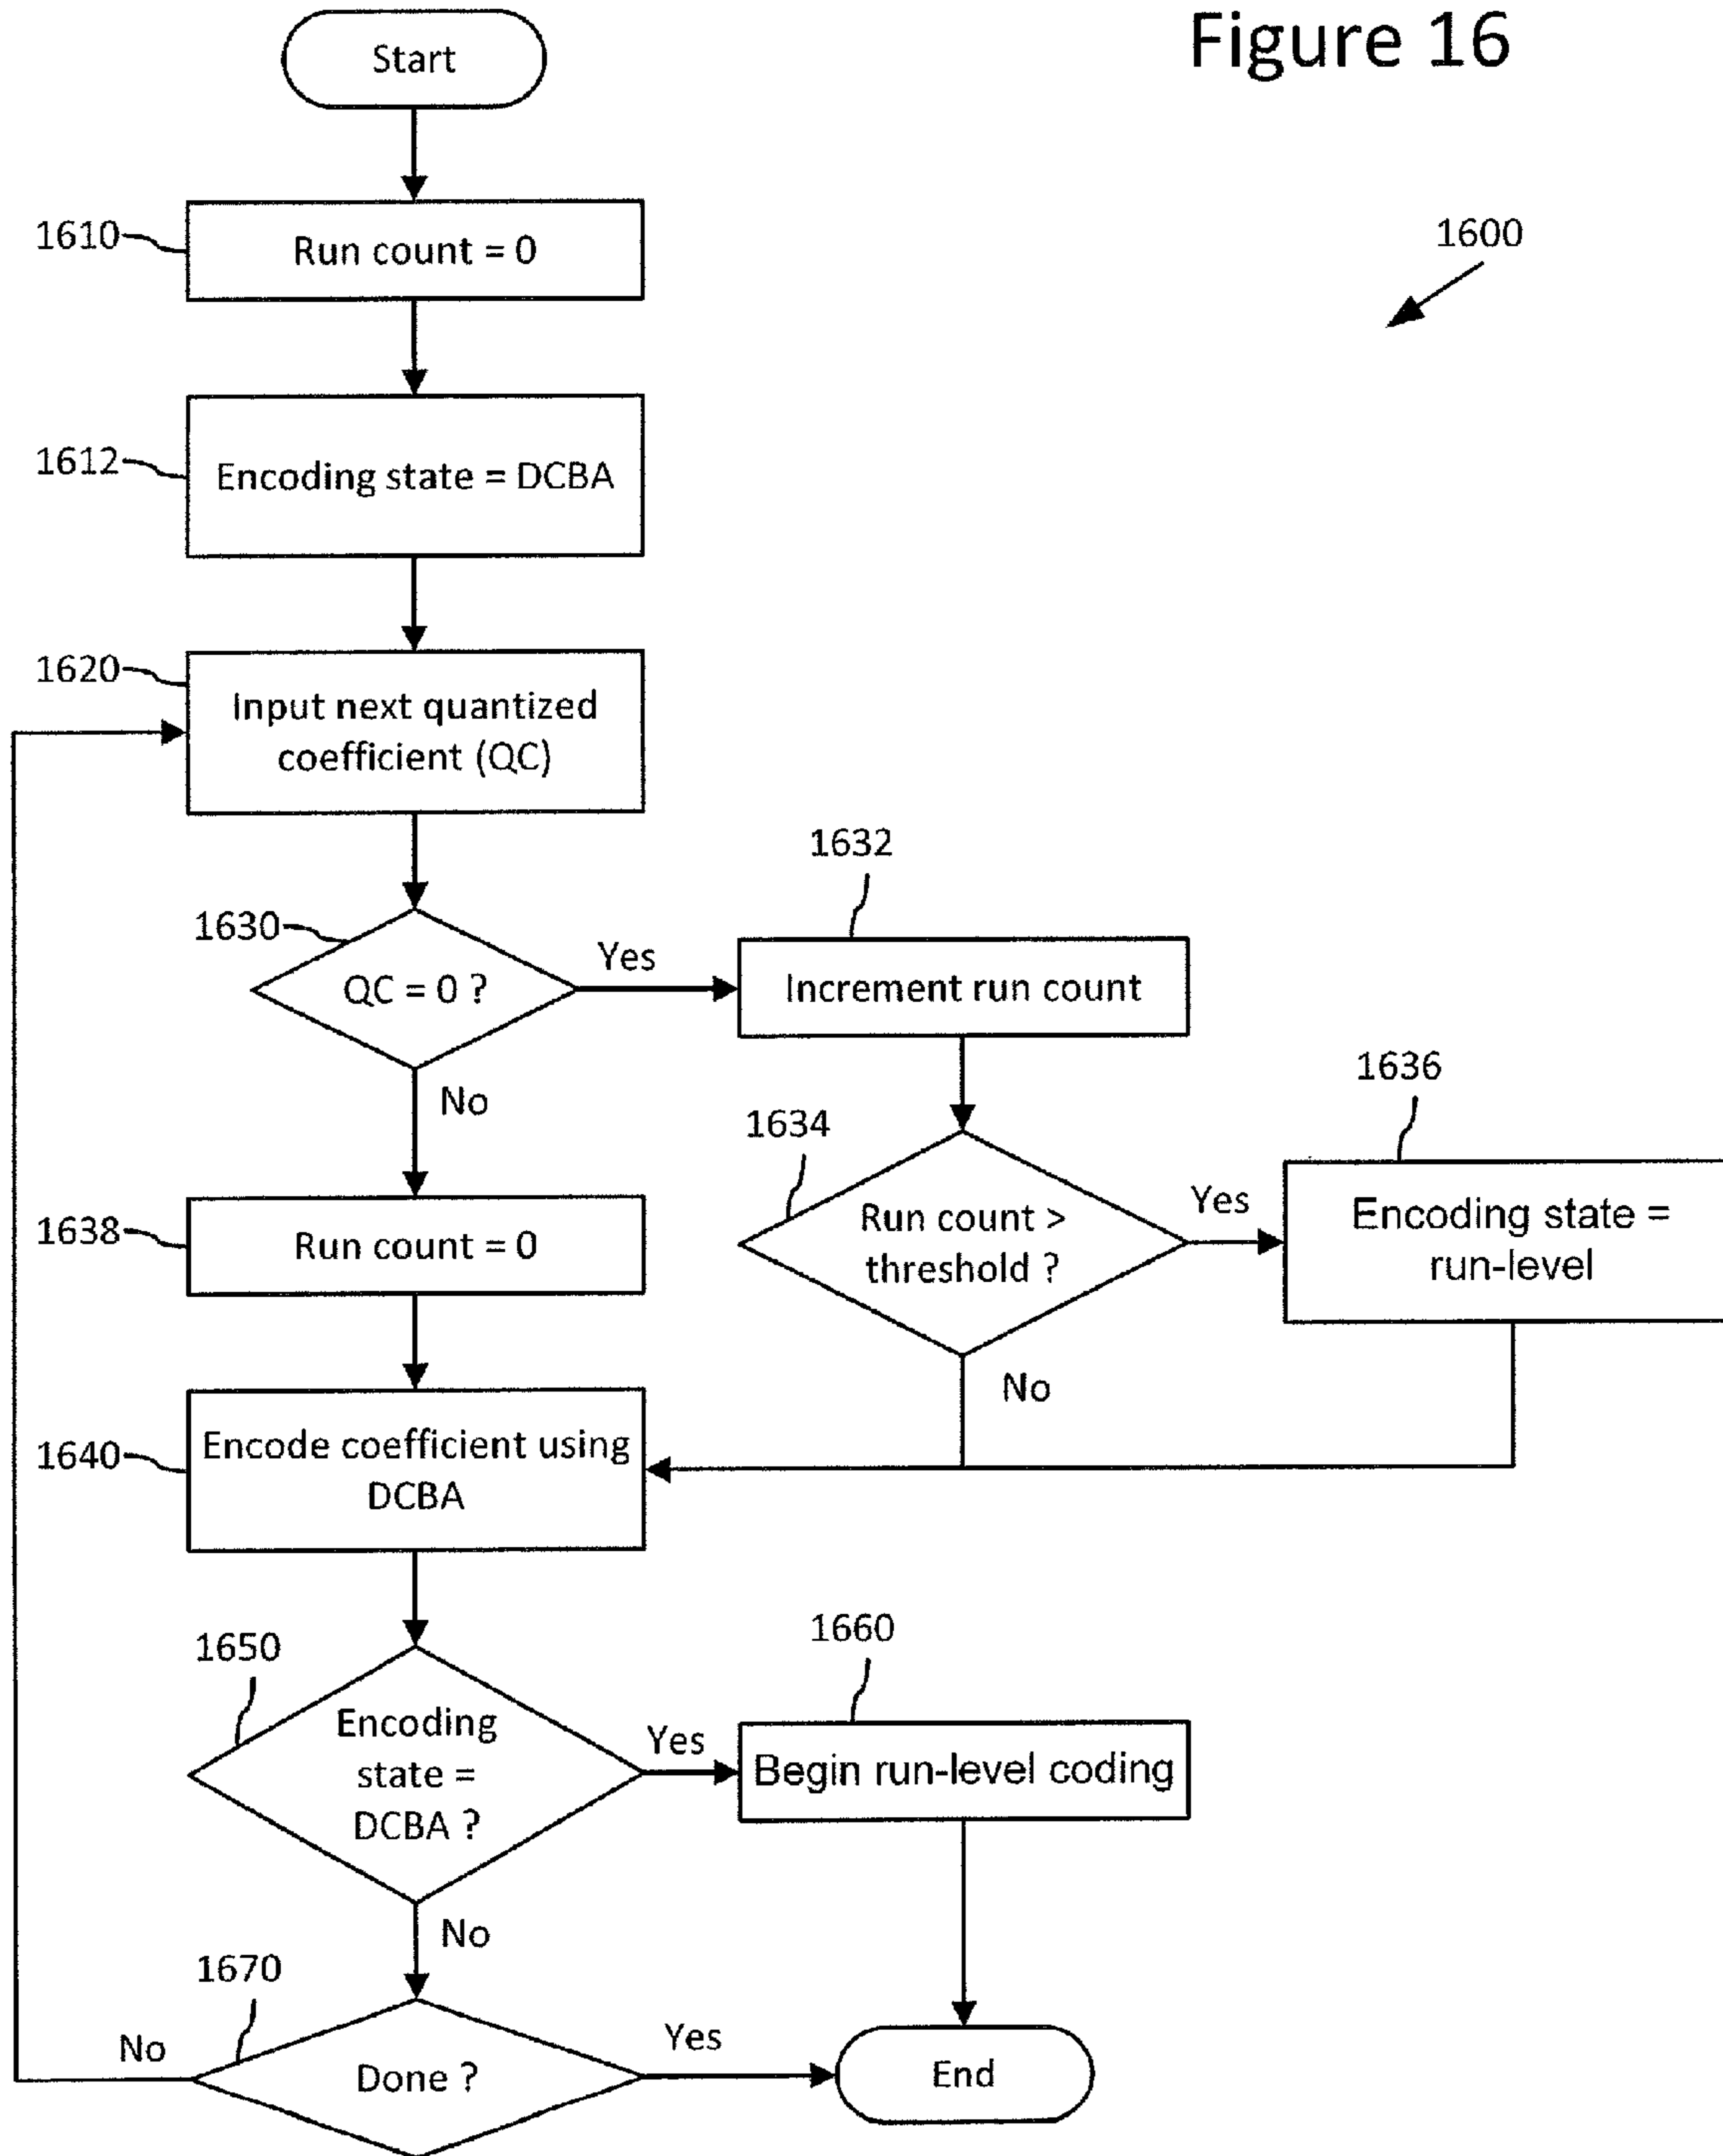 Figure 16
Start
1610
Run count = 0
1600
1612
Encoding state = DCBA
1620
Input next quantized
coefficient (QC)
1630
QC = 0 ?
Yes
No
1632
Increment run count
1634
Run count >
threshold ?
Yes
No
1636
Encoding state =
run-level
1638
Run count = 0
1640
Encode coefficient using
DCBA
1650
Encoding
state =
DCBA ?
Yes
No
1660
Begin run-level coding
1670
Done ?
No
Yes
End